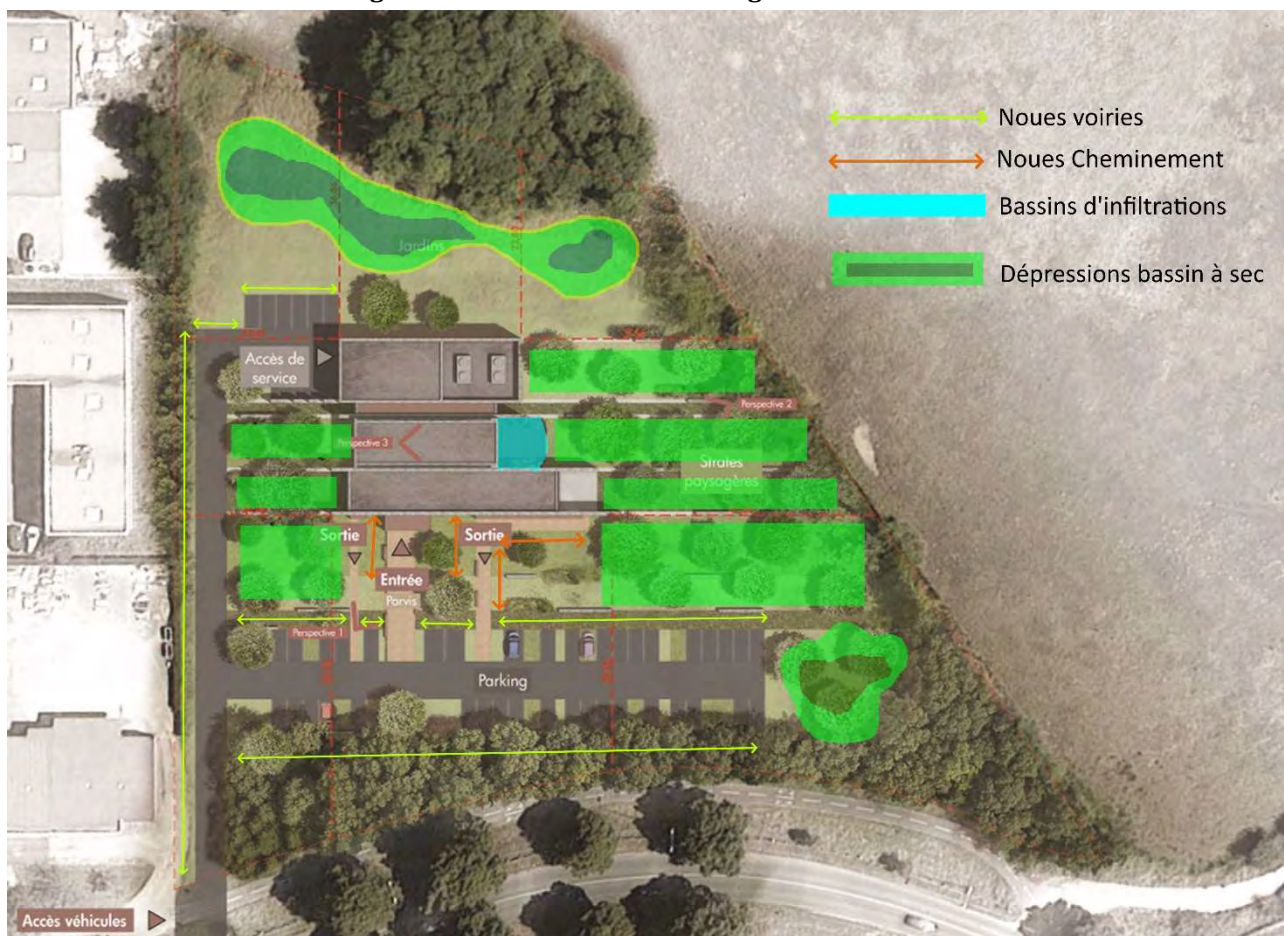 Noues voiries
Noues Cheminement
Bassins d'infiltrations
Dépressions bassin à sec
Jardins
Accès de
service
Perspective 2
Perspective 3
Strates
paysagères
Sortie
Sortie
Entrée
Parvis
Perspective 1
Parking
Accès véhicules